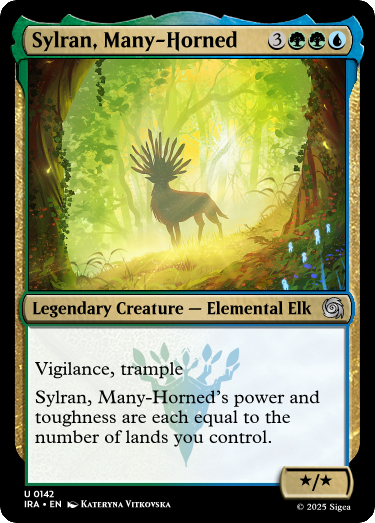 Sylran, Many-Horned 3
Legendary Creature — Elemental Elk
Vigilance, trample
Sylran, Many-Horned's power and
toughness are each equal to the
number of lands you control.
★/★
U 0142
IRA • EN Kateryna Vitkovska
© 2025 Sigea